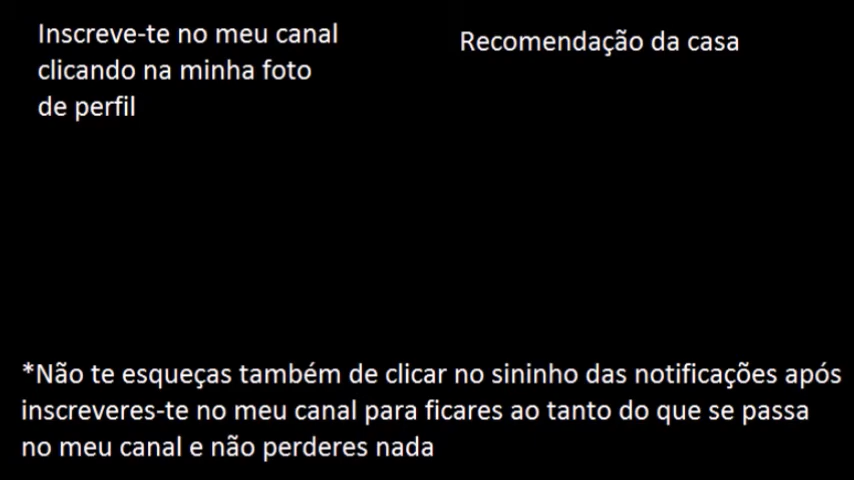 Inscreve-te no meu canal
clicando na minha foto
de perfil
Recomendação da casa
*Não te esqueças também de clicar no sininho das notificações após
inscreveres-te no meu canal para ficares ao tanto do que se passa
no meu canal e não perderes nada